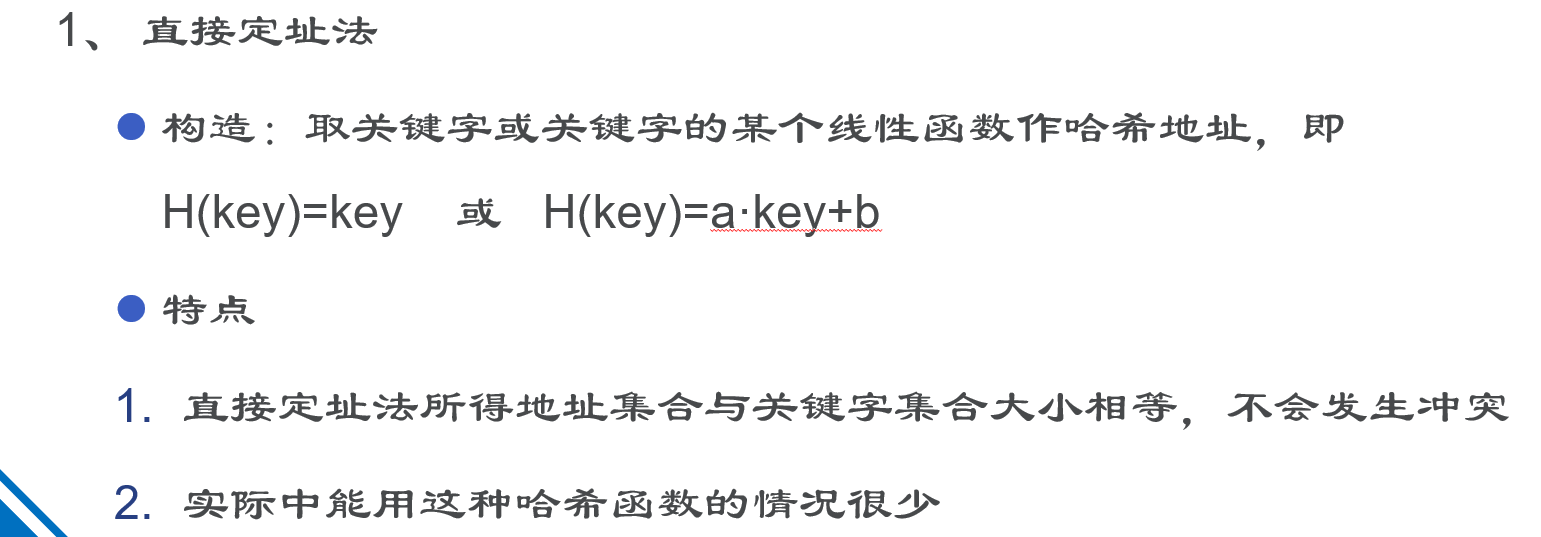 1、 直接定址法
构造：取关键字或关键字的某个线性函数作哈希地址，即
H(key)=key 或 H(key)=a·key+b
特点
1. 直接定址法所得地址集合与关键字集合大小相等，不会发生冲突
2. 实际中能用这种哈希函数的情况很少